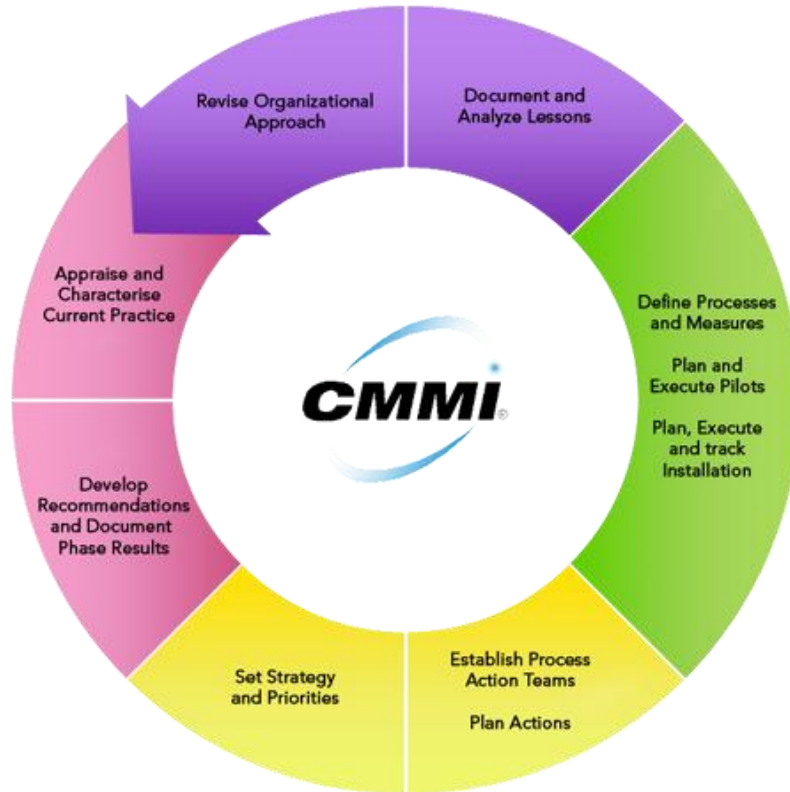 Revise Organizational
Approach
Document and
Analyze Lessons
Appraise and
Characterise
Current Practice
Define Processes
and Measures
Plan and
Execute Pilots
Plan, Execute
and track
Installation
CMMI®
Develop
Recommendations
and Document
Phase Results
Set Strategy
and Priorities
Establish Process
Action Teams
Plan Actions